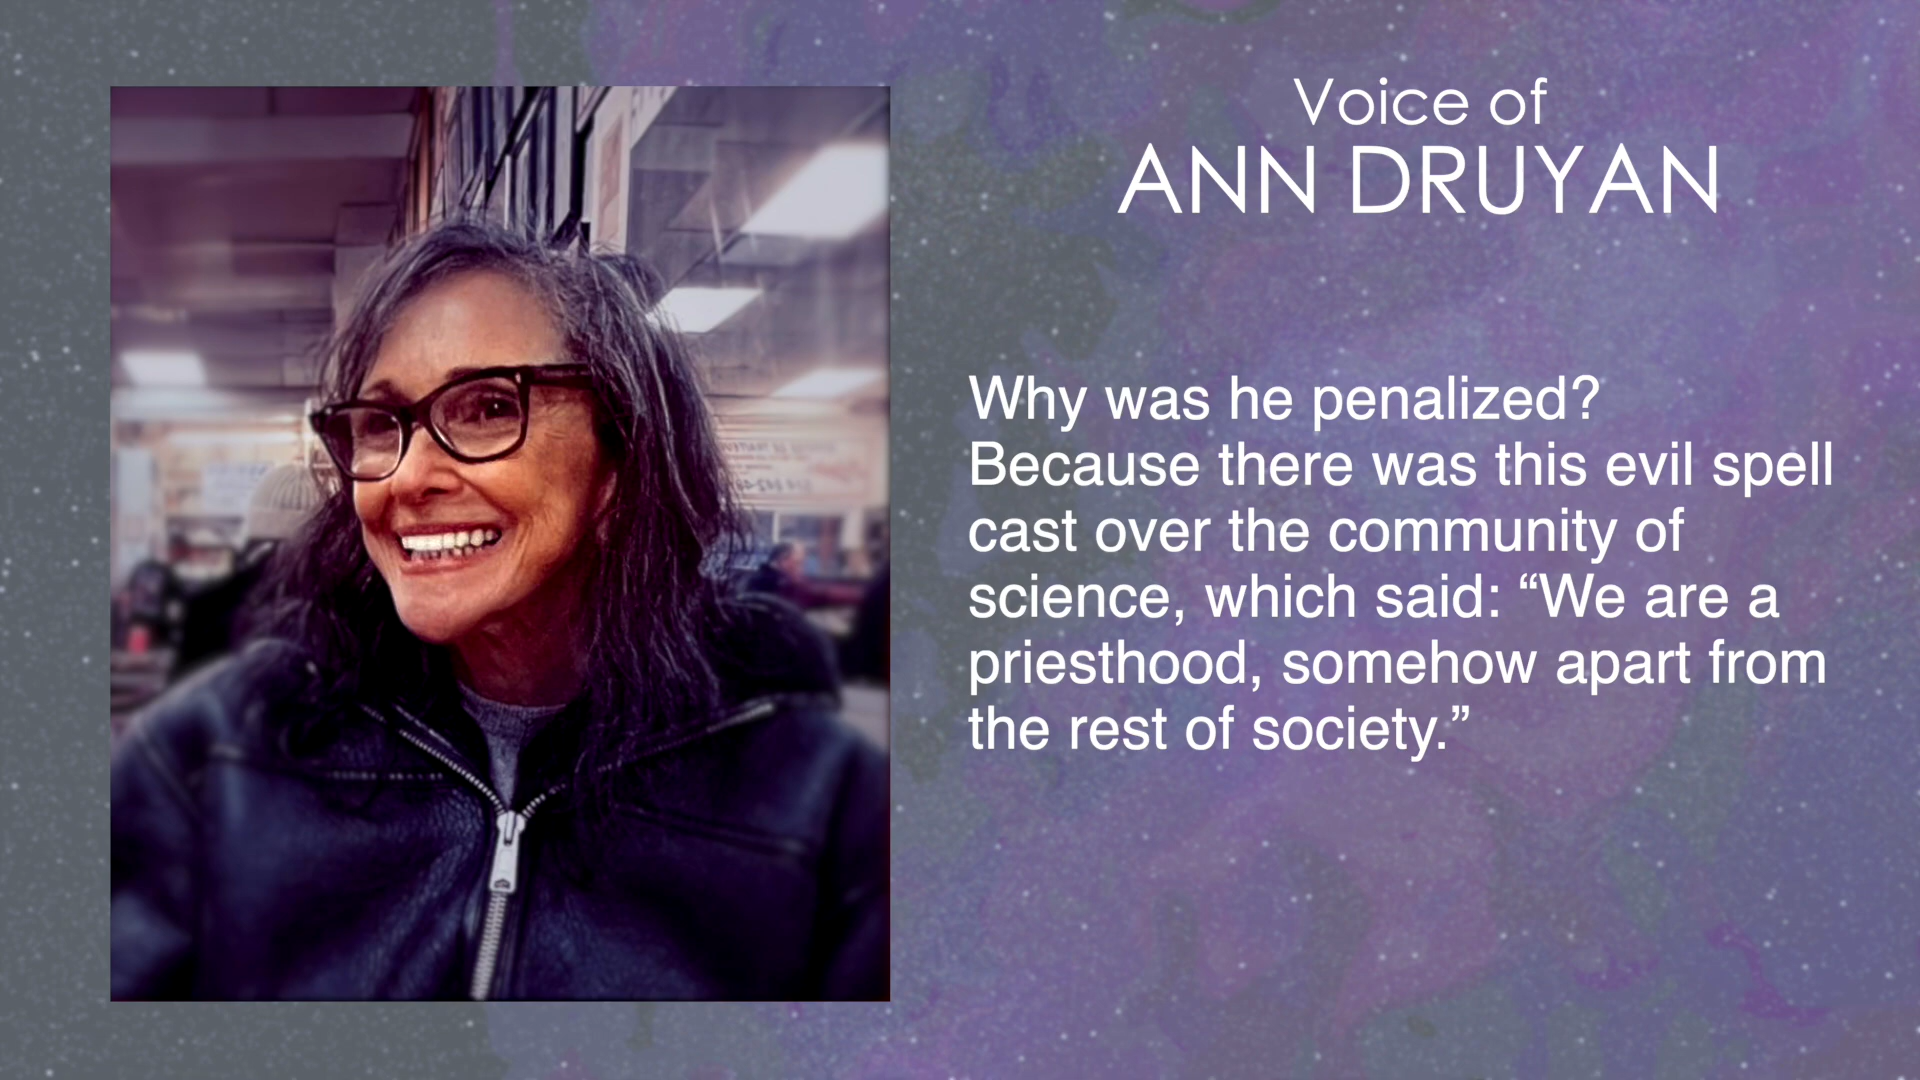 Voice of
ANN DRUYAN
Why was he penalized?
Because there was this evil spell
cast over the community of
science, which said: “We are a
priesthood, somehow apart from
the rest of society.”